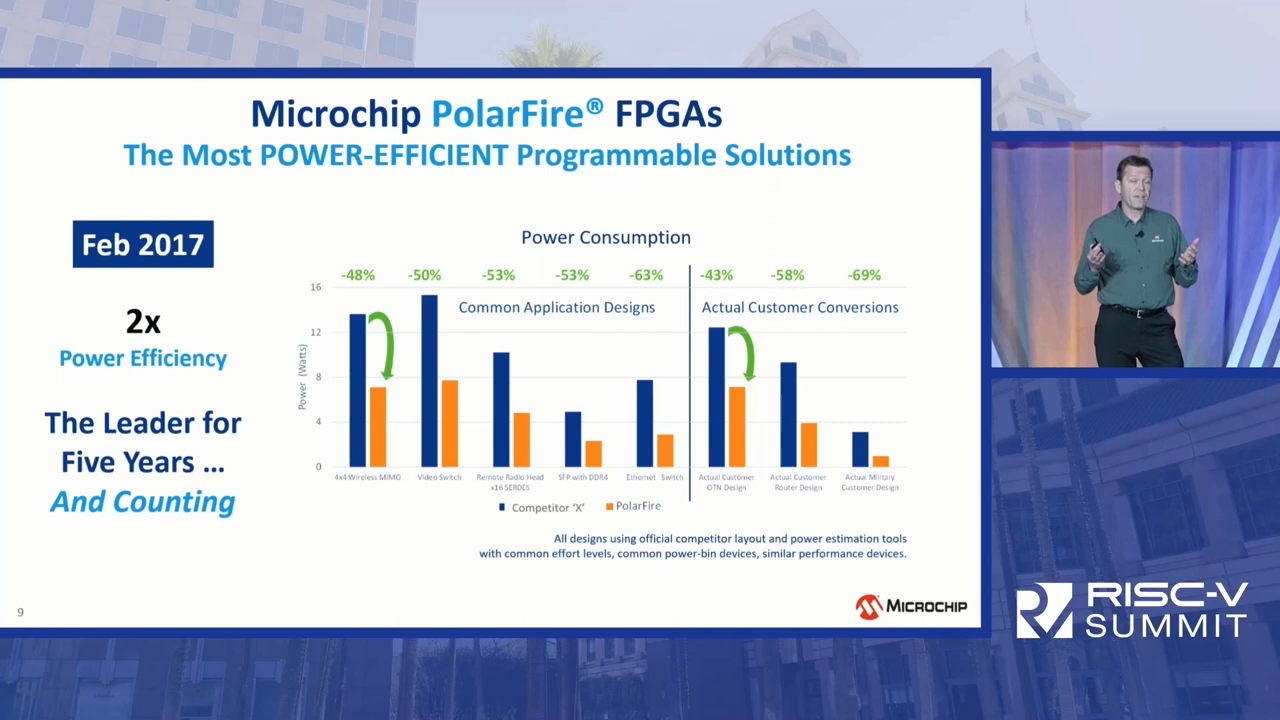 Microchip PolarFire® FPGAs
The Most POWER-EFFICIENT Programmable Solutions
Feb 2017
2x
Power Efficiency
The Leader for
Five Years ...
And Counting
Power Consumption
-48% -50% -53% -53% -63% -43% -58% -69%
Common Application Designs
Actual Customer Conversions
Power (Watts)
16
12
8
4
0
4x4 Wireless MIMO
Video Switch
Remote Radio Head
x16 SERDES
SFP with DDR4
Ethernet Switch
Actual Customer
OTN Design
Actual Customer
Router Design
Actual Military
Customer Design
Competitor 'X'
PolarFire
All designs using official competitor layout and power estimation tools
with common effort levels, common power-bin devices, similar performance devices.
9
MICROCHIP
RISC-V
SUMMIT